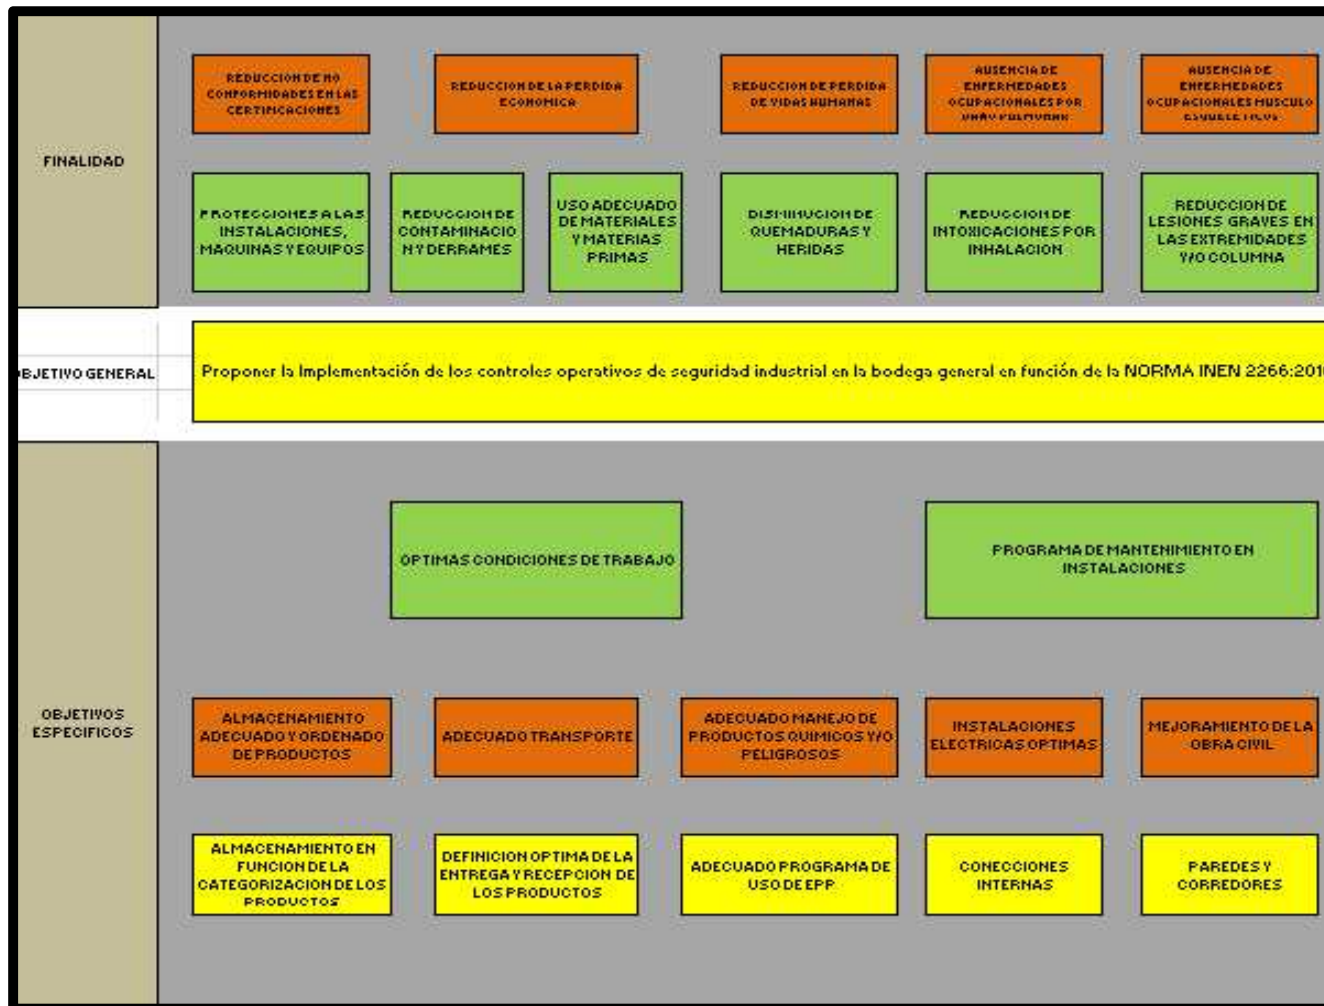 REDUCCION DE NO
CONFORMIDADES EN LAS
CERTIFICACIONES
REDUCCION DE LA PERDIDA
ECONOMICA
REDUCCION DE PERDIDA
DE VIDAS HUMANAS
AUSENCIA DE
ENFERMEDADES
OCUPACIONALES POR
PULMONAR
AUSENCIA DE
ENFERMEDADES
OCUPACIONALES MUSCULO
ESQUELETICOS
FINALIDAD
PROTECCIONES A LAS
INSTALACIONES,
MAQUINAS Y EQUIPOS
REDUCCION DE
CONTAMINACIO
N Y DERRAMES
USO ADECUADO
DE MATERIALES
Y MATERIAS
PRIMAS
DISMINUCION DE
QUEMADURAS Y
HERIDAS
REDUCCION DE
INTOXICACIONES POR
INHALACION
REDUCCION DE
LESIONES GRAVES EN
LAS EXTREMIDADES
Y/O COLUMNA
BJETIVO GENERAL
Proponer la Implementación de los controles operativos de seguridad industrial en la bodega general en función de la NORMA INEN 2266:201
OPTIMAS CONDICIONES DE TRABAJO
PROGRAMA DE MANTENIMIENTO EN
INSTALACIONES
OBJETIVOS
ESPECIFICOS
ALMACENAMIENTO
ADECUADO Y ORDENADO
DE PRODUCTOS
ADECUADO TRANSPORTE
ADECUADO MANEJO DE
PRODUCTOS QUIMICOS Y/O
PELIGROSOS
INSTALACIONES
ELECTRICAS OPTIMAS
MEJORAMIENTO DE LA
OBRA CIVIL
ALMACENAMIENTO EN
FUNCION DE LA
CATEGORIZACION DE LOS
PRODUCTOS
DEFINICION OPTIMA DE LA
ENTREGA Y RECEPCION DE
LOS PRODUCTOS
ADECUADO PROGRAMA DE
USO DE EPP
CONECCIONES
INTERNAS
PAREDES Y
CORREDORES